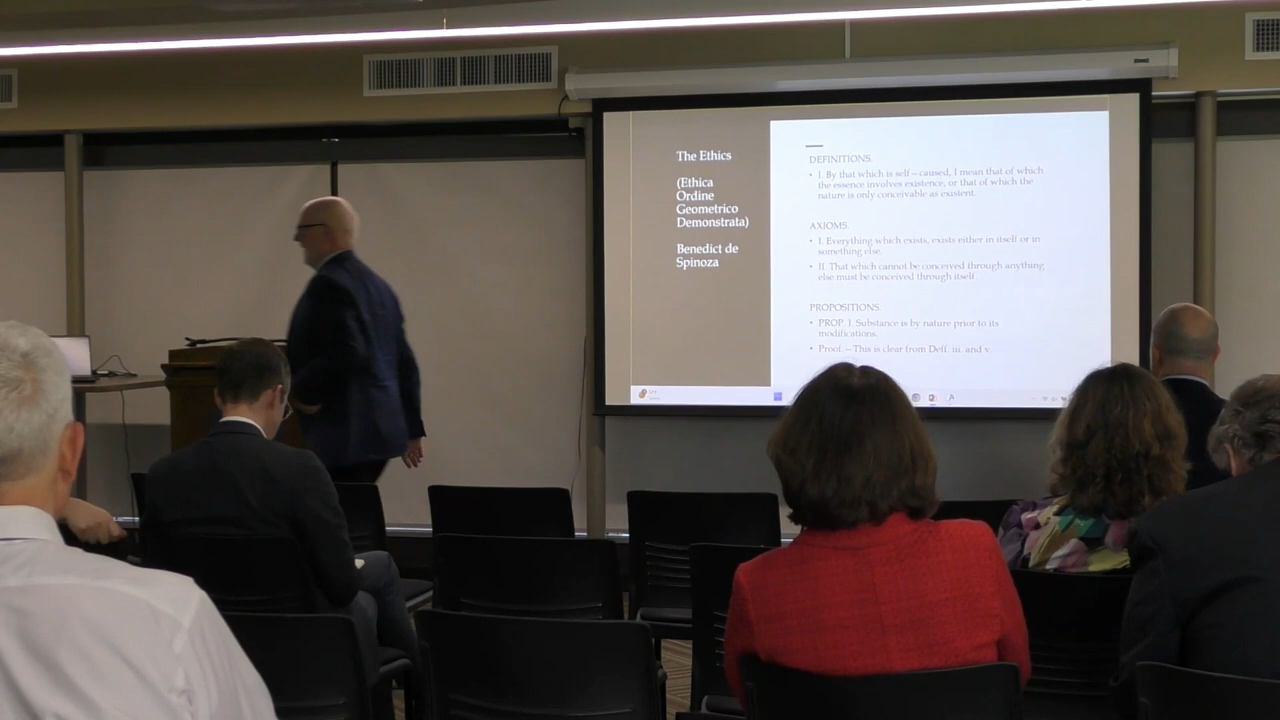 The Ethics
(Ethica
Ordine
Geometrico
Demonstrata)
Benedict de
Spinoza
DEFINITIONS.
• I. By that which is self – caused, I mean that of which
the essence involves existence, or that of which the
nature is only conceivable as existent.
AXIOMS.
• I. Everything which exists, exists either in itself or in
something else.
• II. That which cannot be conceived through anything
else must be conceived through itself.
PROPOSITIONS.
• PROP. I. Substance is by nature prior to its
modifications.
• Proof. – This is clear from Deff. iii. and v.